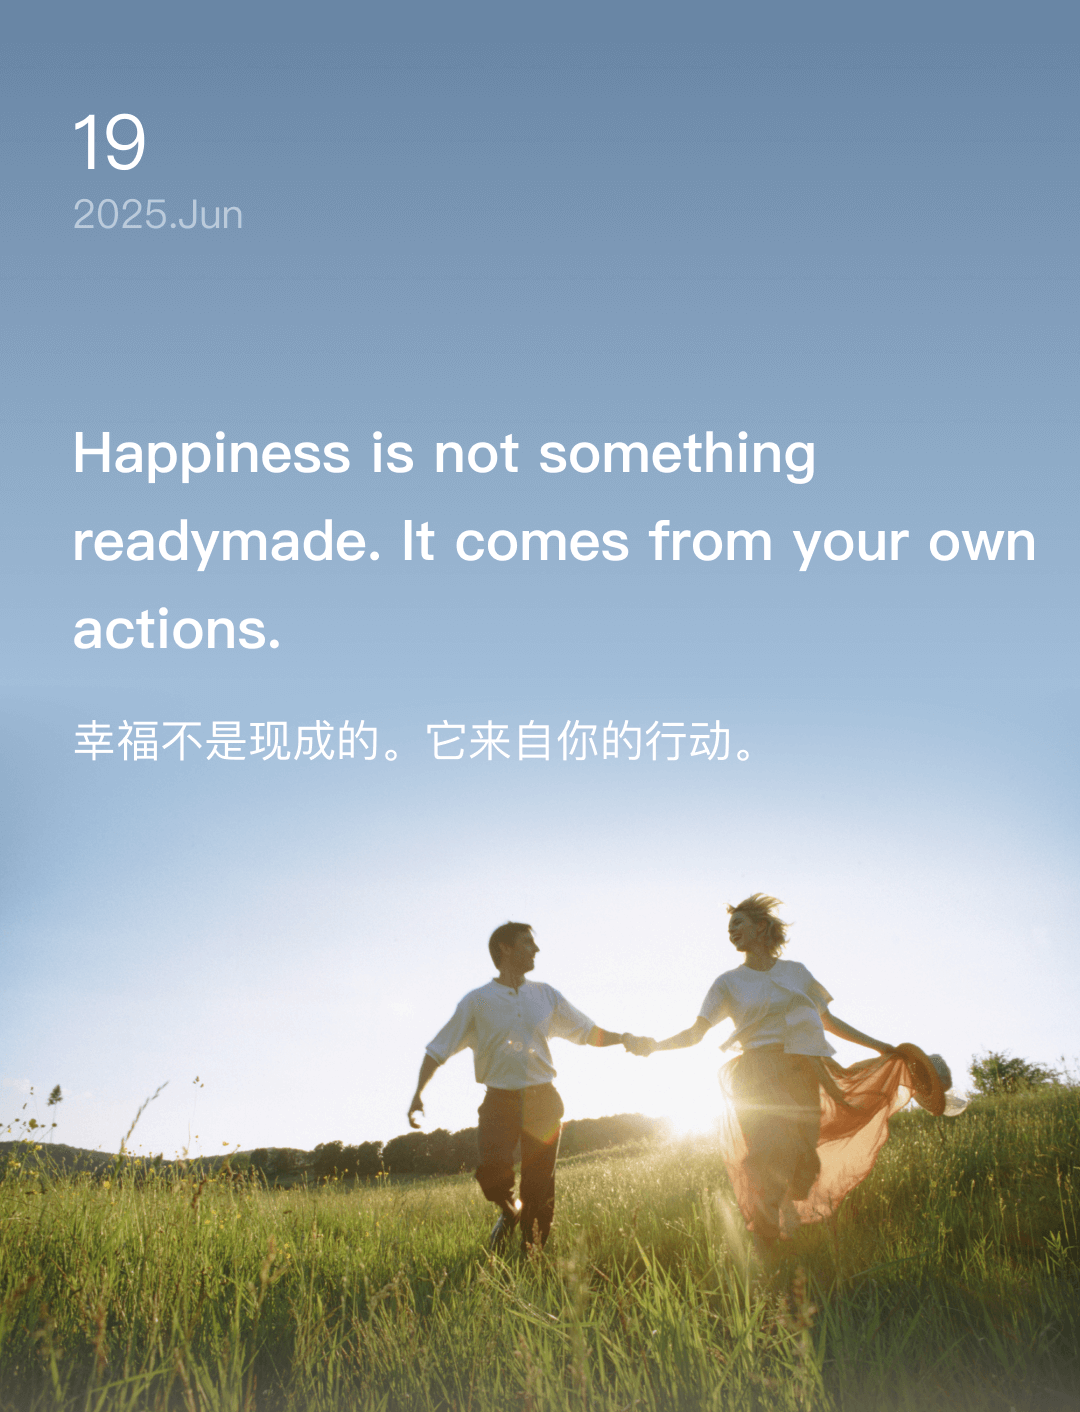 19
2025.Jun
Happiness is not something
readymade. It comes from your own
actions.
幸福不是现成的。它来自你的行动。